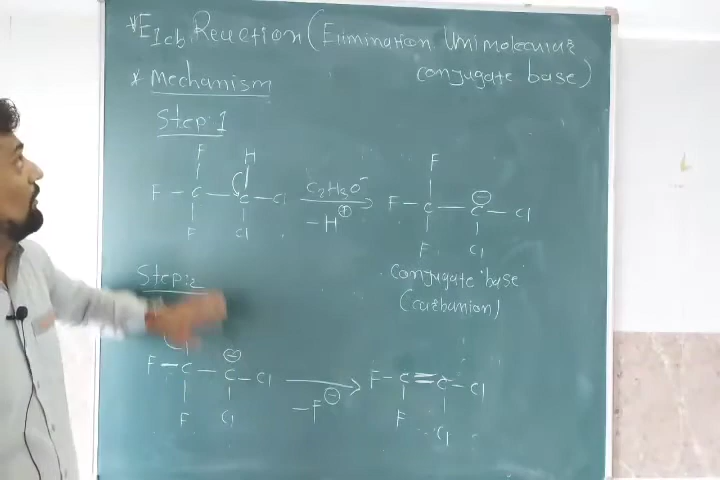 *E1cb Reaction (Elimination Unimolecular
conjugate base)
* Mechanism
Step:1
F H F
F - C - C - Cl C2H5O- F - C - C⊖ - Cl
- H⊕
F Cl F Cl
conjugate base
(carbanion)
Step:2
F - C - C⊖ - Cl - F⊖ F - C = C - Cl
F Cl F Cl